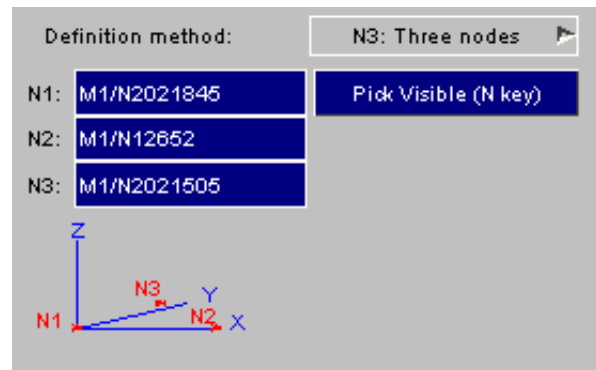 Definition method: N3: Three nodes
N1: M1/N2021845 Pick Visible (N key)
N2: M1/N12652
N3: M1/N2021505
Z
N3 Y
N1 N2 X